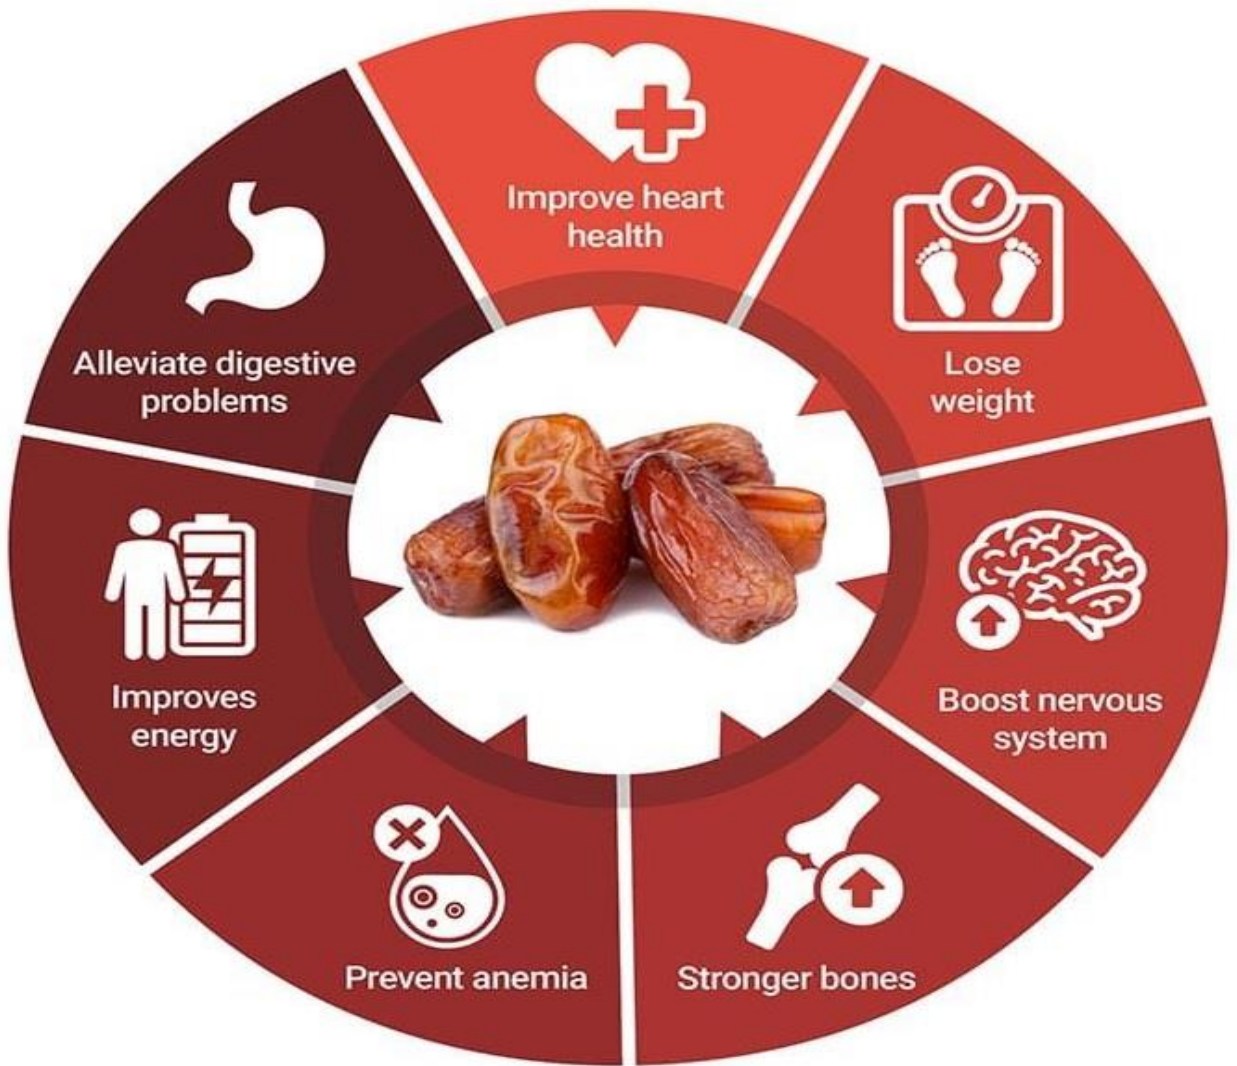 Improve heart
health
Lose
weight
Boost nervous
system
Stronger bones
Prevent anemia
Improves
energy
Alleviate digestive
problems